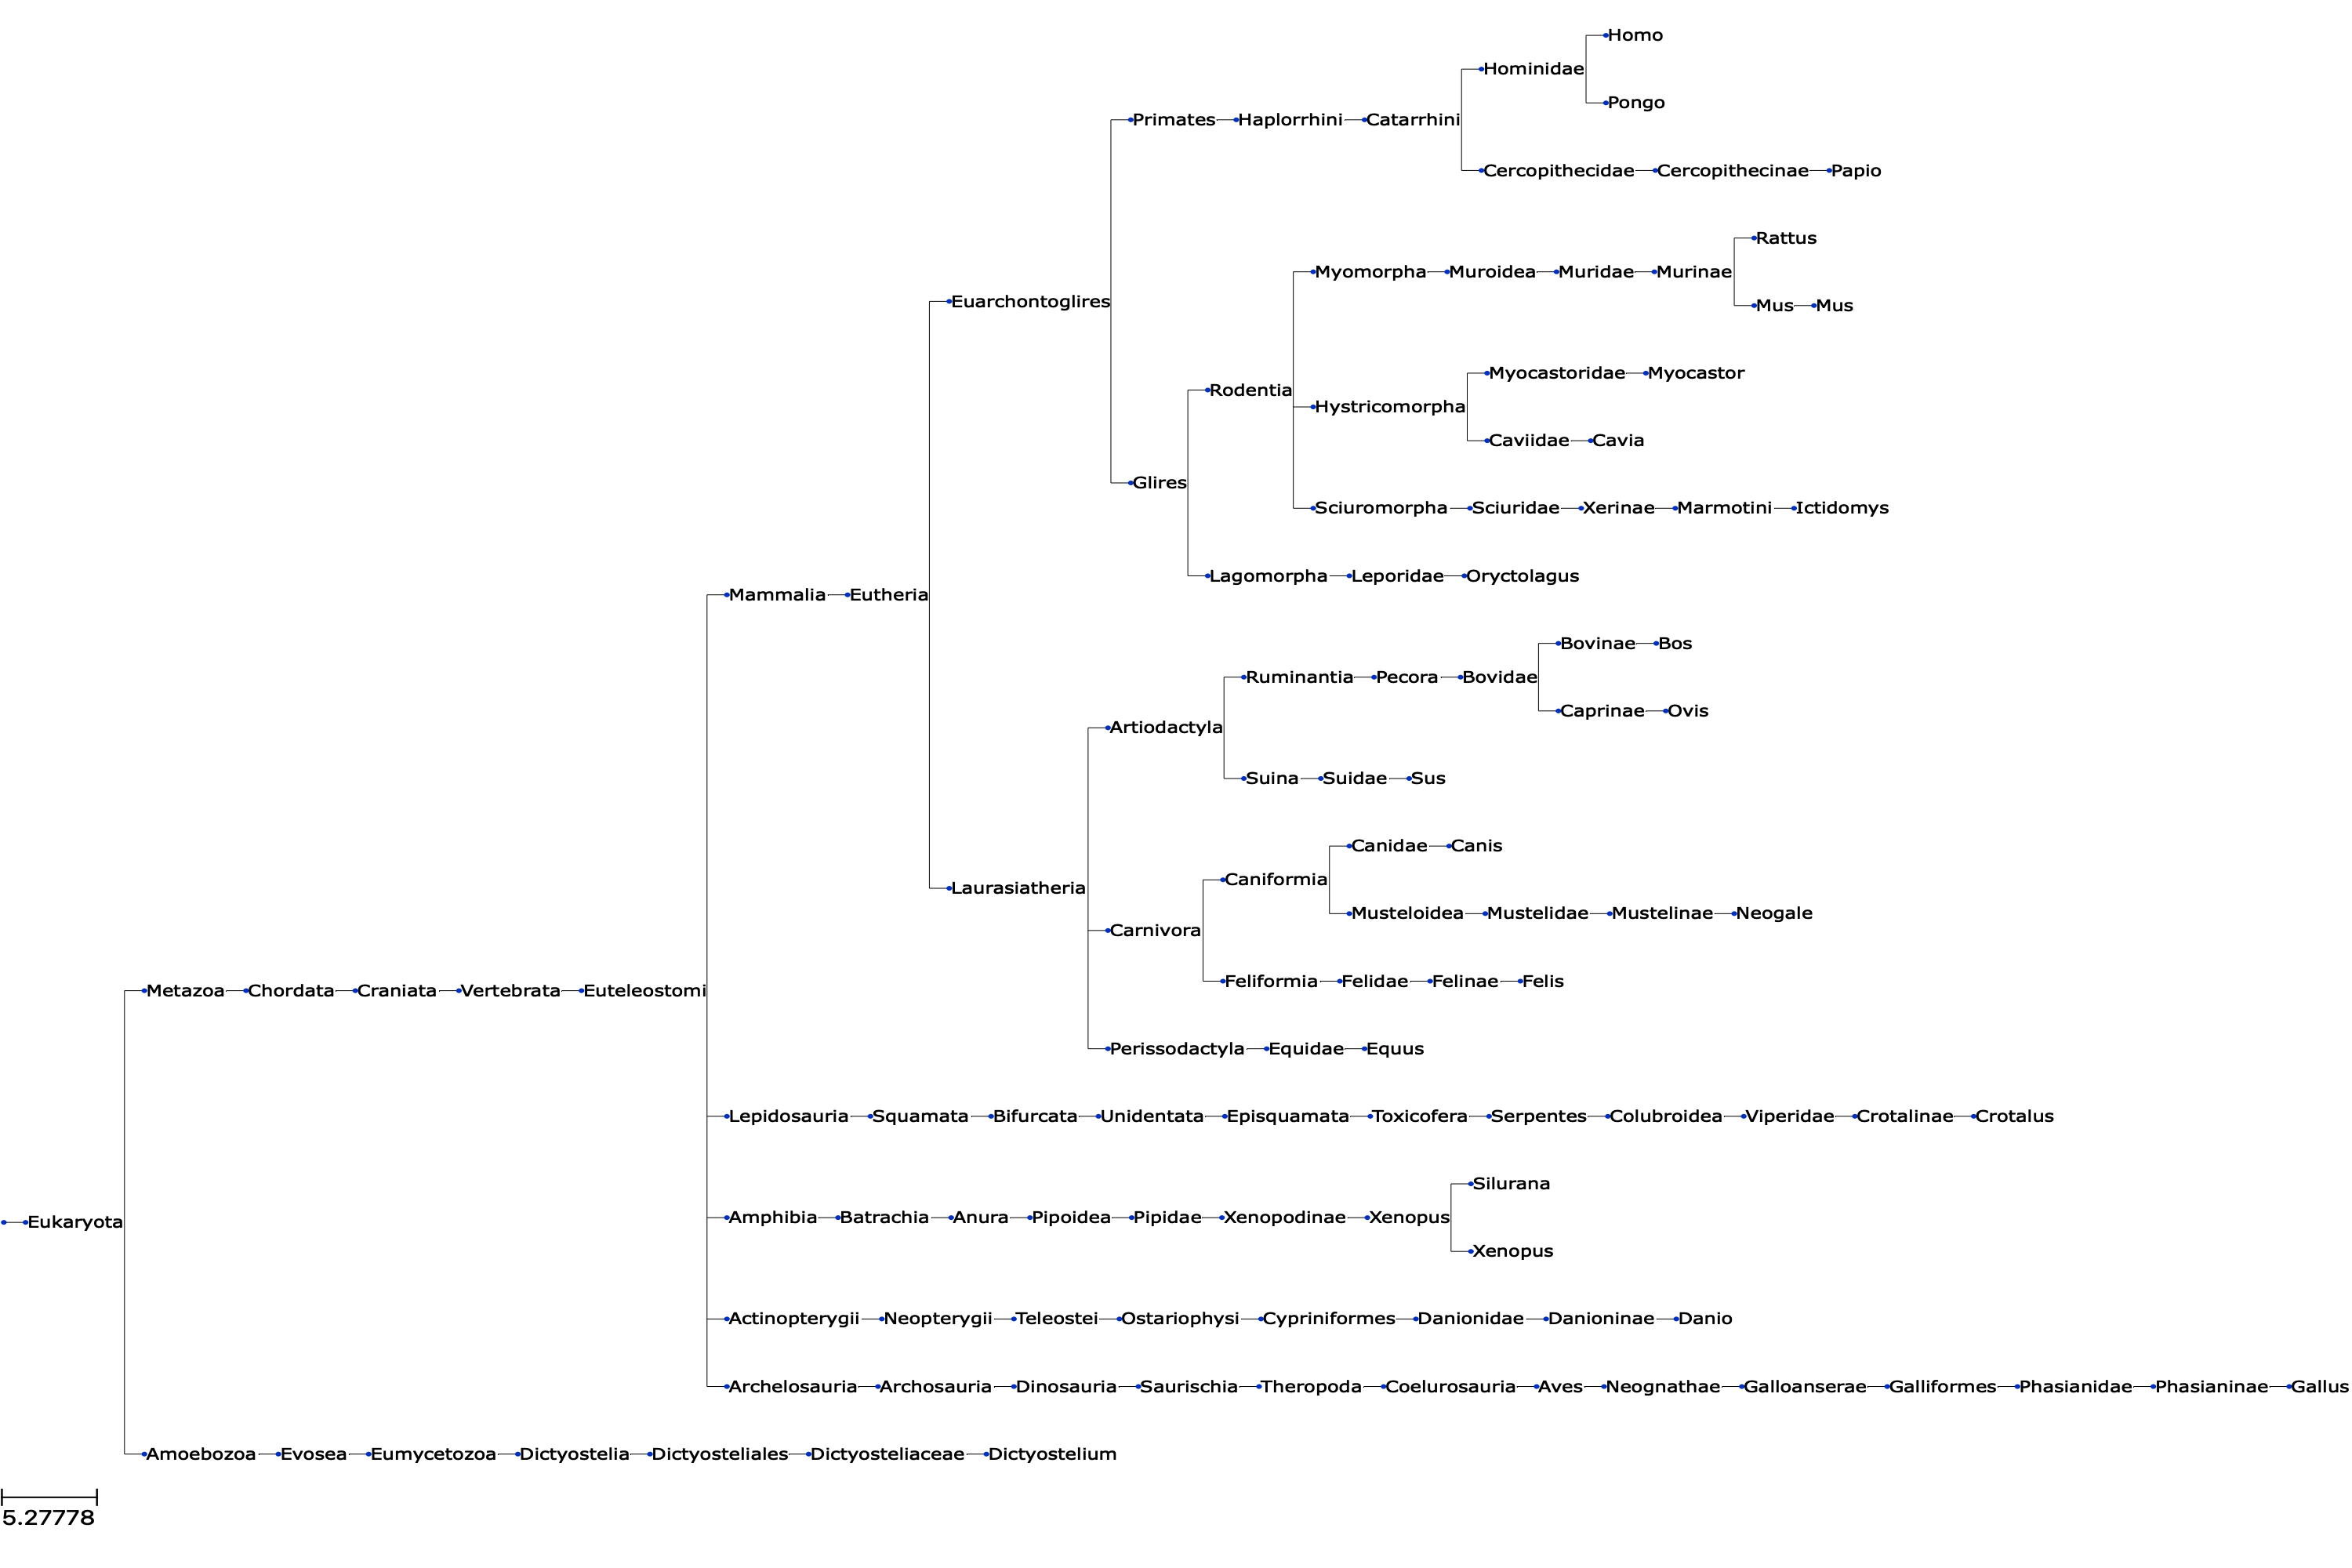 Homo
Hominidae
Pongo
Primates Haplorrhini Catarrhini
Cercopithecidae Cercopithecinae Papio
Rattus
Myomorpha Muroidea Muridae Murinae
Euarchontoglires
Mus Mus
Myocastoridae Myocastor
Rodentia
Hystricomorpha
Caviidae Cavia
Glires
Sciuromorpha Sciuridae Xerinae Marmotini Ictidomys
Lagomorpha Leporidae Oryctolagus
Mammalia Eutheria
Bovinae Bos
Ruminantia Pecora Bovidae
Caprinae Ovis
Artiodactyla
Suina Suidae Sus
Canidae Canis
Caniformia
Laurasiatheria
Musteloidea Mustelidae Mustelinae Neogale
Carnivora
Feliformia Felidae Felinae Felis
Metazoa Chordata Craniata Vertebrata Euteleostomi
Perissodactyla Equidae Equus
Lepidosauria Squamata Bifurcata Unidentata Episquamata Toxicofera Serpentes Colubroidea Viperidae Crotalinae Crotalus
Silurana
Amphibia Batrachia Anura Pipoidea Pipidae Xenopodinae Xenopus
Eukaryota
Xenopus
Actinopterygii Neopterygii Teleostei Ostariophysi Cypriniformes Danionidae Danioninae Danio
Archelosauria Archosauria Dinosauria Saurischia Theropoda Coelurosauria Aves Neognathae Galloanserae Galliformes Phasianidae Phasianinae Gallus
Amoebozoa Evosea Eumycetozoa Dictyostelia Dictyosteliales Dictyosteliaceae Dictyostelium
5.27778